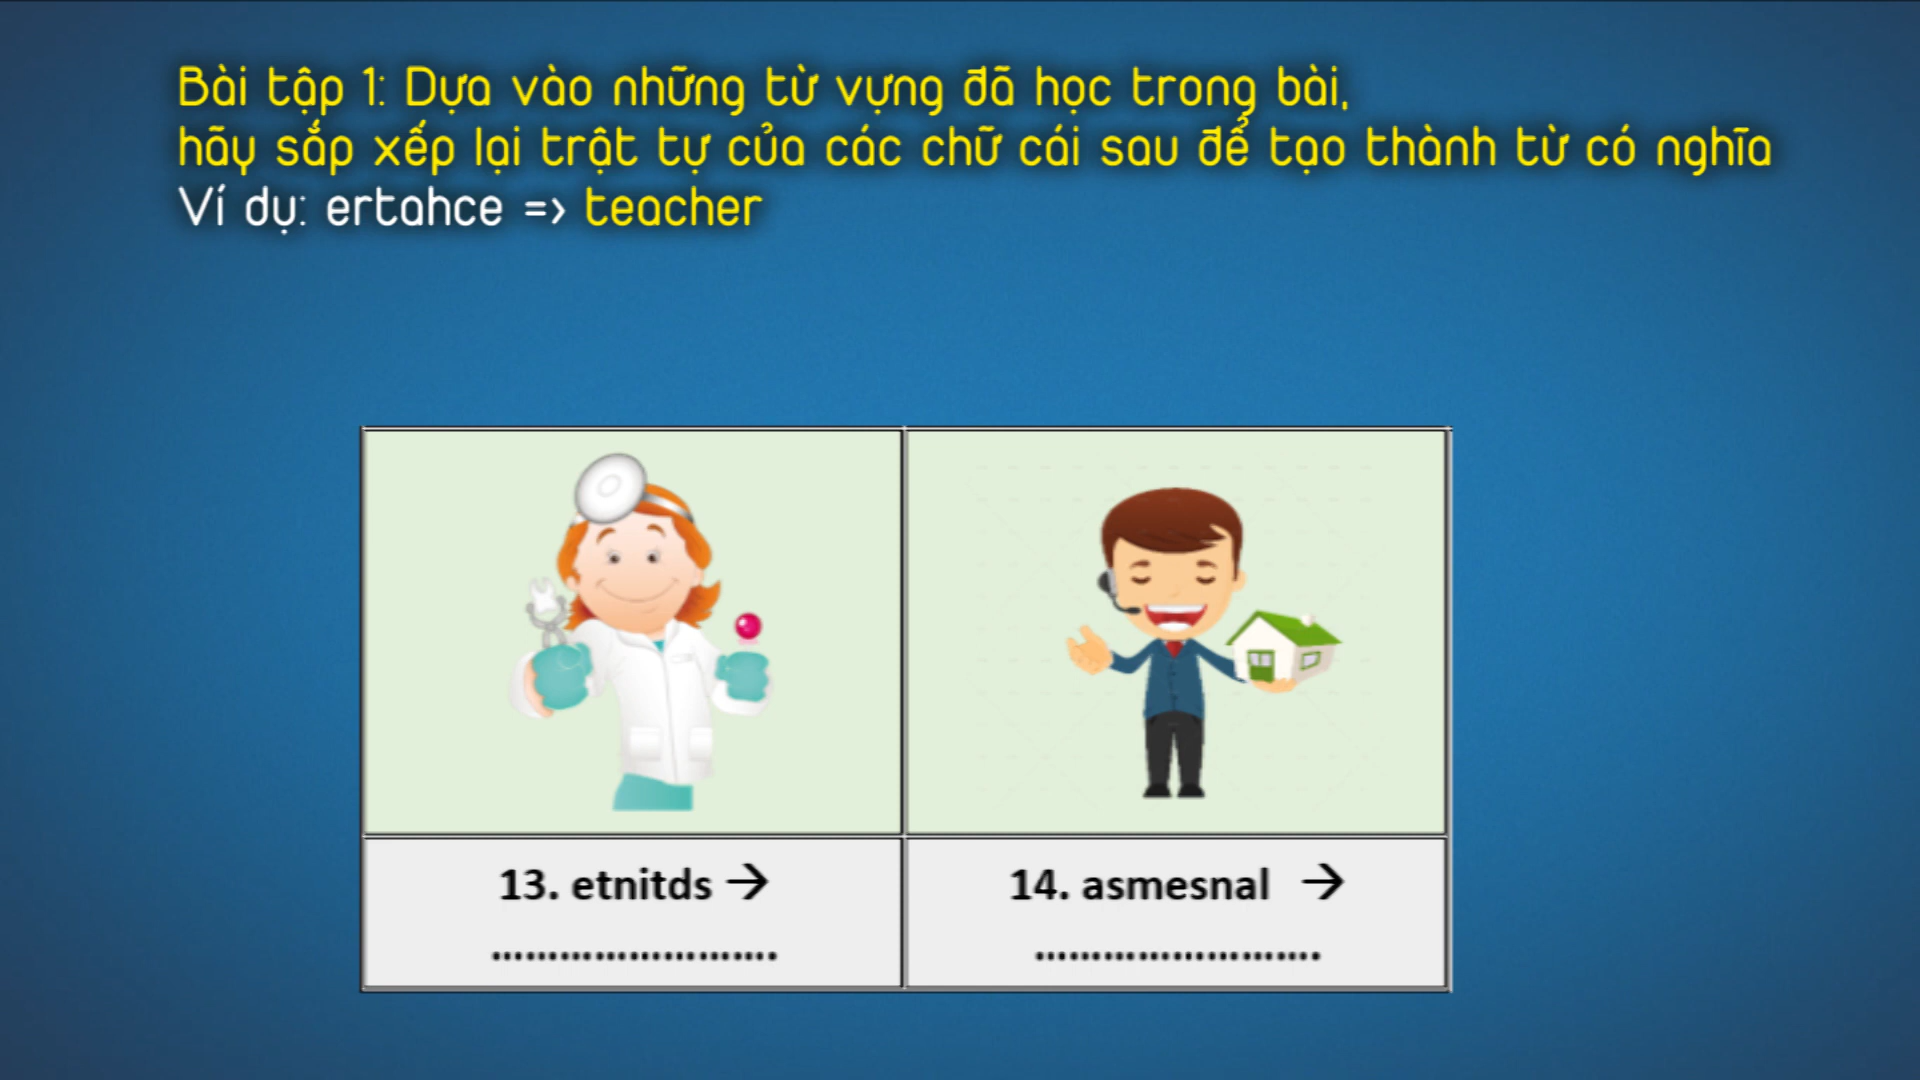 Bài tập 1: Dựa vào những từ vựng đã học trong bài,
hãy sắp xếp lại trật tự của các chữ cái sau để tạo thành từ có nghĩa
Ví dụ: ertahce => teacher
13. etnitds →
........................
14. asmesnal →
........................